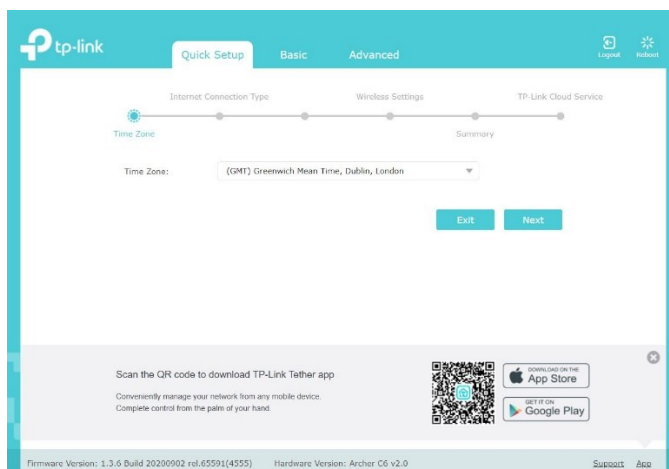 tp-link
Quick Setup Basic Advanced
Logout Reboot
Internet Connection Type Wireless Settings TP-Link Cloud Service
Time Zone Summary
Time Zone: (GMT) Greenwich Mean Time, Dublin, London
Exit Next
Scan the QR code to download TP-Link Tether app
Conveniently manage your network from any mobile device.
Complete control from the palm of your hand.
DOWNLOAD ON THE
App Store
GET IT ON
Google Play
Firmware Version: 1.3.6 Build 20200902 rel.65591(4555) Hardware Version: Archer C6 v2.0 Support App